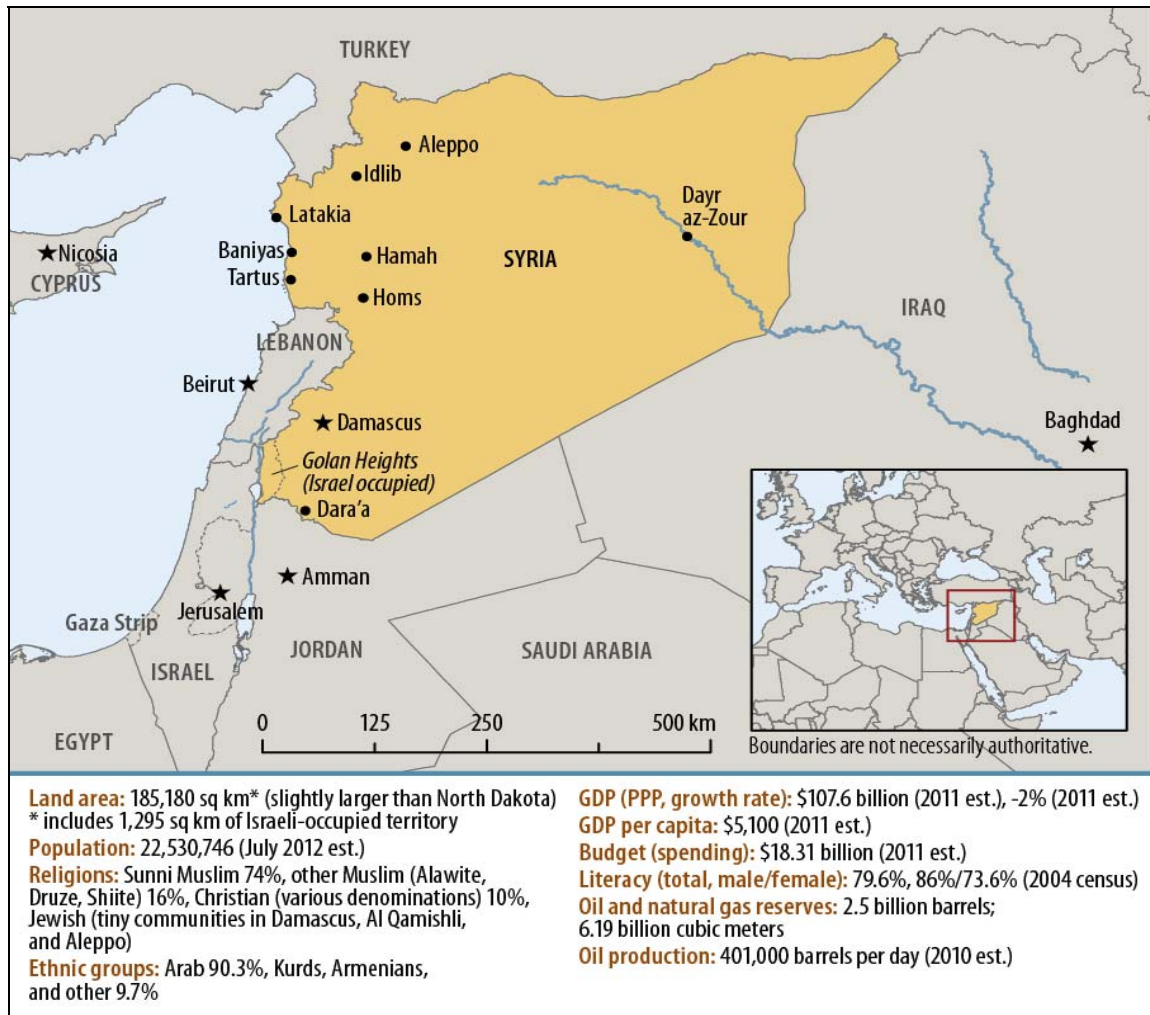 TURKEY
Aleppo
Idlib
Latakia
Dayr
az-Zour
Baniyas
Hamah
SYRIA
Nicosia
CYPRUS
Tartus
Homs
IRAQ
LEBANON
Beirut
Damascus
Baghdad
Golan Heights
(Israel occupied)
Dara'a
Amman
Jerusalem
Gaza Strip
ISRAEL
JORDAN
SAUDI ARABIA
EGYPT
0 125 250 500 km
Boundaries are not necessarily authoritative.
Land area: 185,180 sq km* (slightly larger than North Dakota)
* includes 1,295 sq km of Israeli-occupied territory
Population: 22,530,746 (July 2012 est.)
Religions: Sunni Muslim 74%, other Muslim (Alawite,
Druze, Shiite) 16%, Christian (various denominations) 10%,
Jewish (tiny communities in Damascus, Al Qamishli,
and Aleppo)
Ethnic groups: Arab 90.3%, Kurds, Armenians,
and other 9.7%
GDP (PPP, growth rate): $107.6 billion (2011 est.), -2% (2011 est.)
GDP per capita: $5,100 (2011 est.)
Budget (spending): $18.31 billion (2011 est.)
Literacy (total, male/female): 79.6%, 86%/73.6% (2004 census)
Oil and natural gas reserves: 2.5 billion barrels;
6.19 billion cubic meters
Oil production: 401,000 barrels per day (2010 est.)